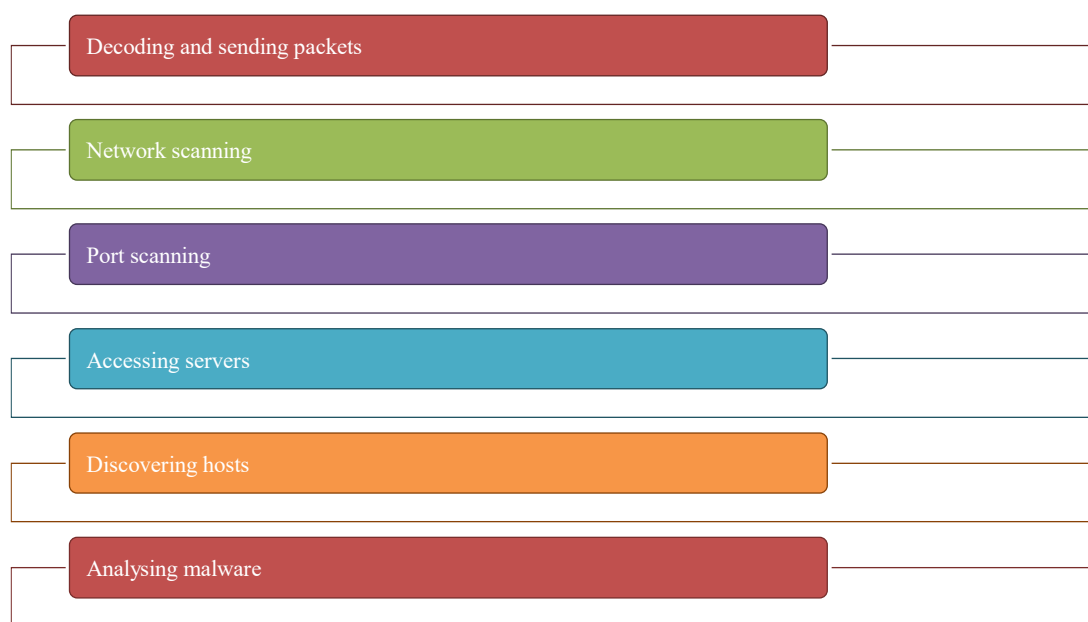 Decoding and sending packets
Network scanning
Port scanning
Accessing servers
Discovering hosts
Analysing malware